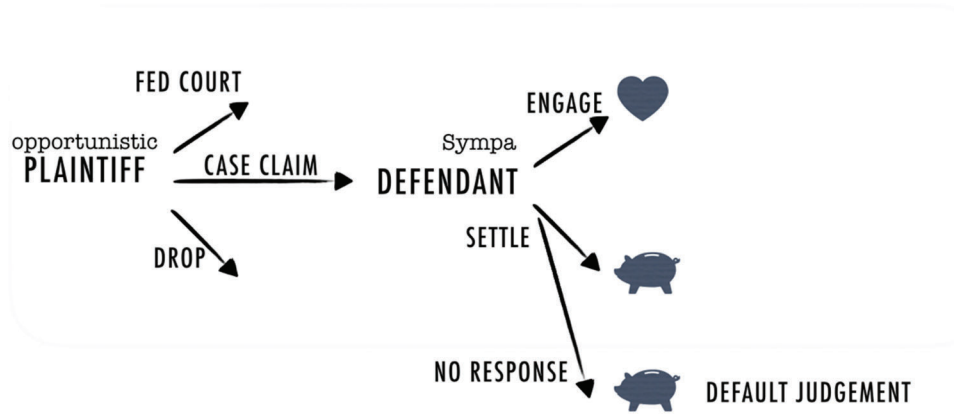 FED COURT
opportunistic
PLAINTIFF
CASE CLAIM
DROP
Sympa
DEFENDANT
ENGAGE
SETTLE
NO RESPONSE
DEFAULT JUDGEMENT